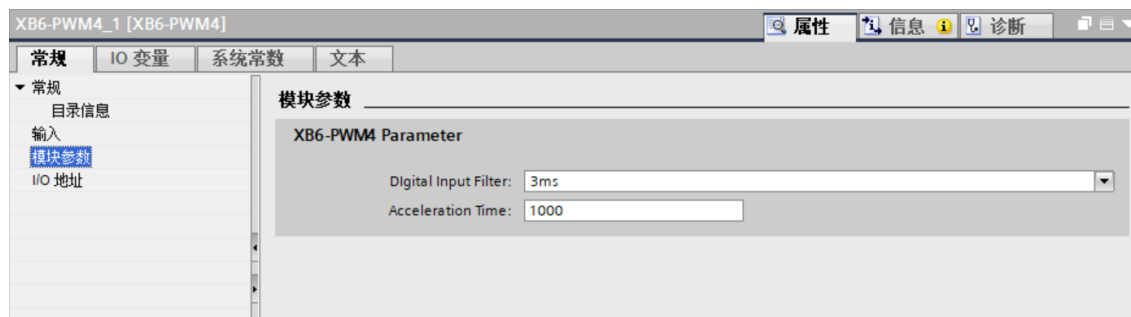 XB6-PWM4_1 [XB6-PWM4]
属性
信息
诊断
常规
IO 变量
系统常数
文本
常规
目录信息
输入
模块参数
I/O 地址
模块参数
XB6-PWM4 Parameter
DIgital Input Filter: 3ms
Acceleration Time: 1000